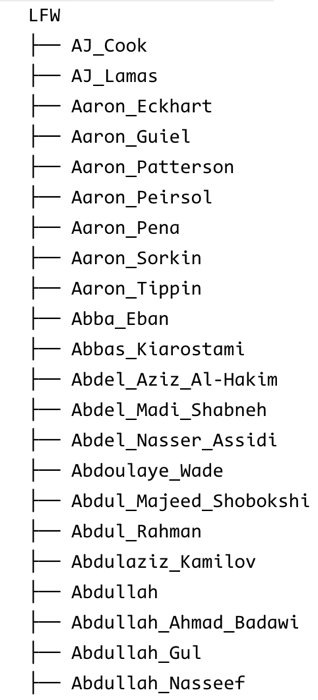 LFW
├── AJ_Cook
├── AJ_Lamas
├── Aaron_Eckhart
├── Aaron_Guiel
├── Aaron_Patterson
├── Aaron_Peirsol
├── Aaron_Pena
├── Aaron_Sorkin
├── Aaron_Tippin
├── Abba_Eban
├── Abbas_Kiarostami
├── Abdel_Aziz_Al-Hakim
├── Abdel_Madi_Shabneh
├── Abdel_Nasser_Assidi
├── Abdoulaye_Wade
├── Abdul_Majeed_Shobokshi
├── Abdul_Rahman
├── Abdulaziz_Kamilov
├── Abdullah
├── Abdullah_Ahmad_Badawi
├── Abdullah_Gul
├── Abdullah_Nasseef